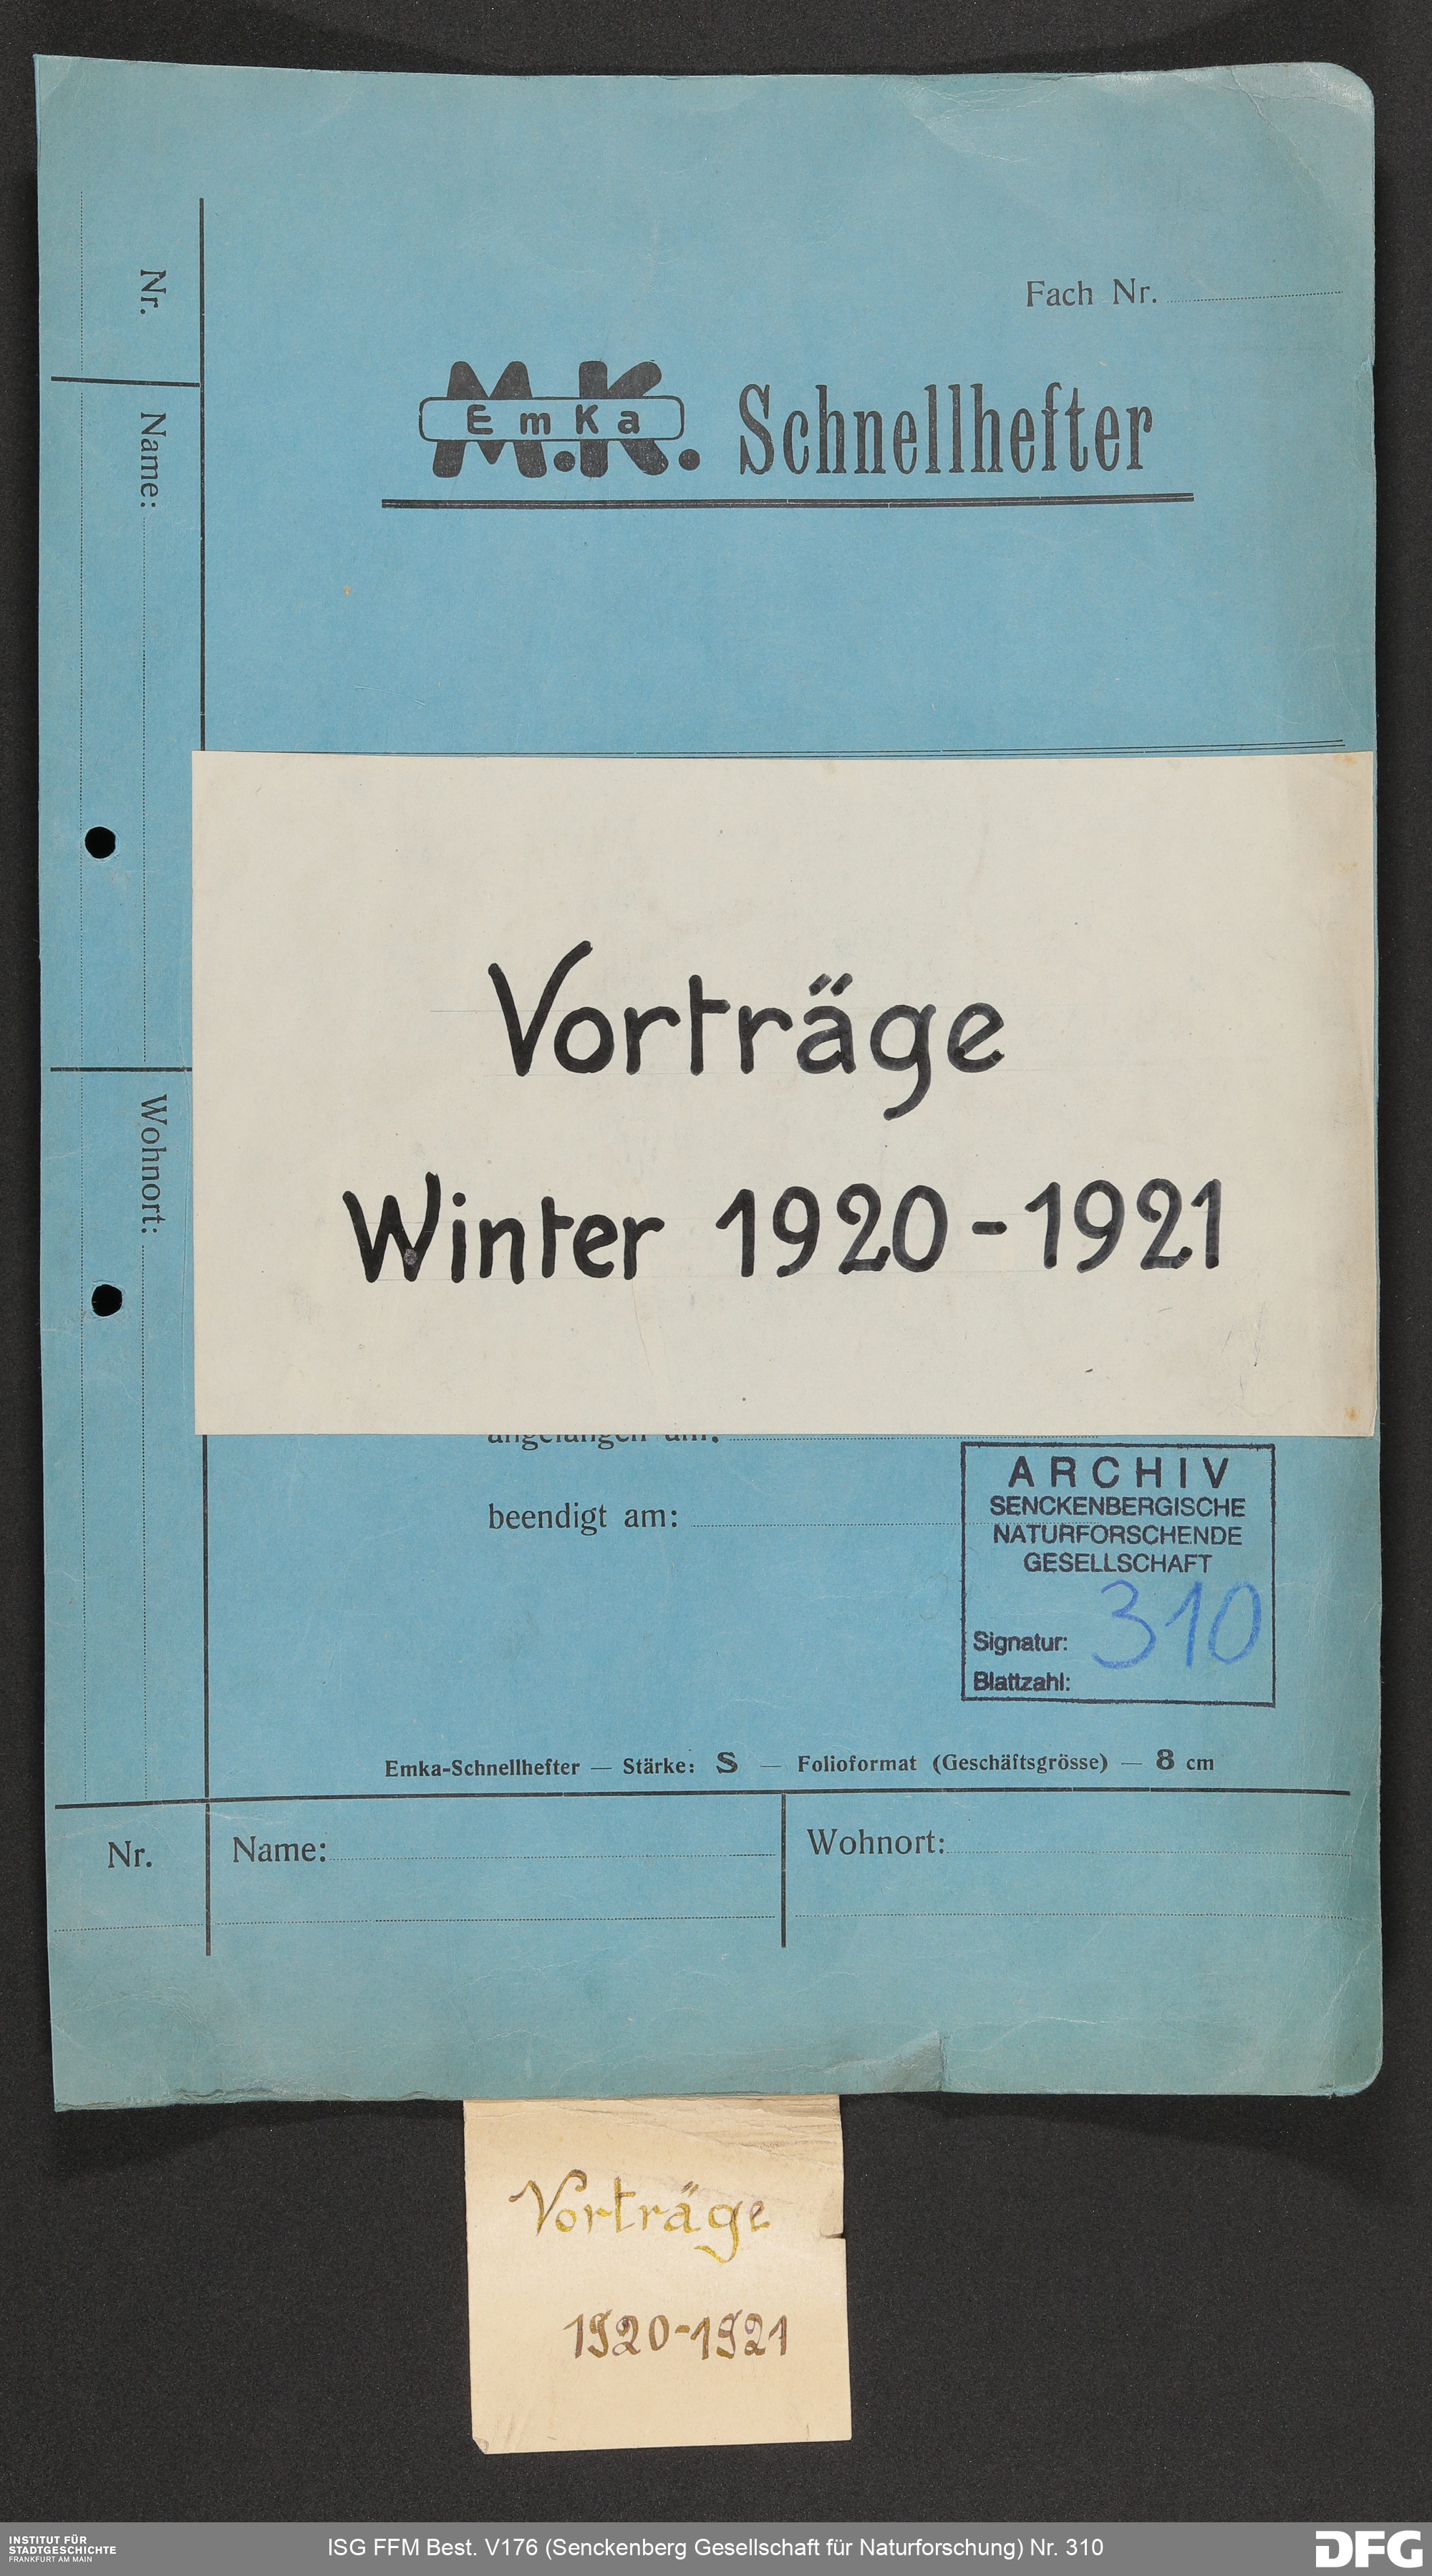 Fach Nr.
M.K.
EmKa
Schnellhefter
Nr.
Name:
Wohnort:
Vorträge
Winter 1920-1921
angefangen am:
beendigt am:
ARCHIV
SENCKENBERGISCHE
NATURFORSCHENDE
GESELLSCHAFT
Signatur: 310
Blattzahl:
Emka-Schnellhefter — Stärke: S — Folioformat (Geschäftsgrösse) — 8 cm
Nr.
Name:
Wohnort:
Vorträge
1920-1921
INSTITUT FÜR
STADTGESCHICHTE
FRANKFURT AM MAIN
ISG FFM Best. V176 (Senckenberg Gesellschaft für Naturforschung) Nr. 310
DFG